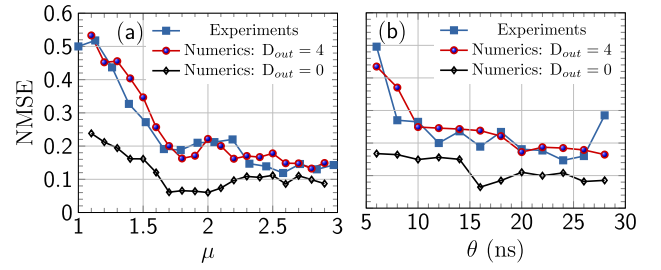 (a)
Experiments
Numerics: D_out = 4
Numerics: D_out = 0
NMSE
0.6
0.5
0.4
0.3
0.2
0.1
0
1 1.5 2 2.5 3
μ
(b)
Experiments
Numerics: D_out = 4
Numerics: D_out = 0
5 10 15 20 25 30
θ (ns)